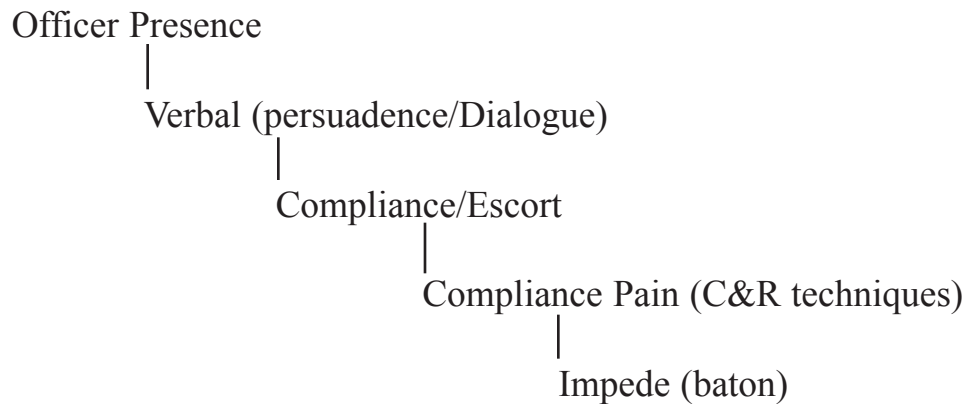 Officer Presence
Verbal (persuadence/Dialogue)
Compliance/Escort
Compliance Pain (C&R techniques)
Impede (baton)